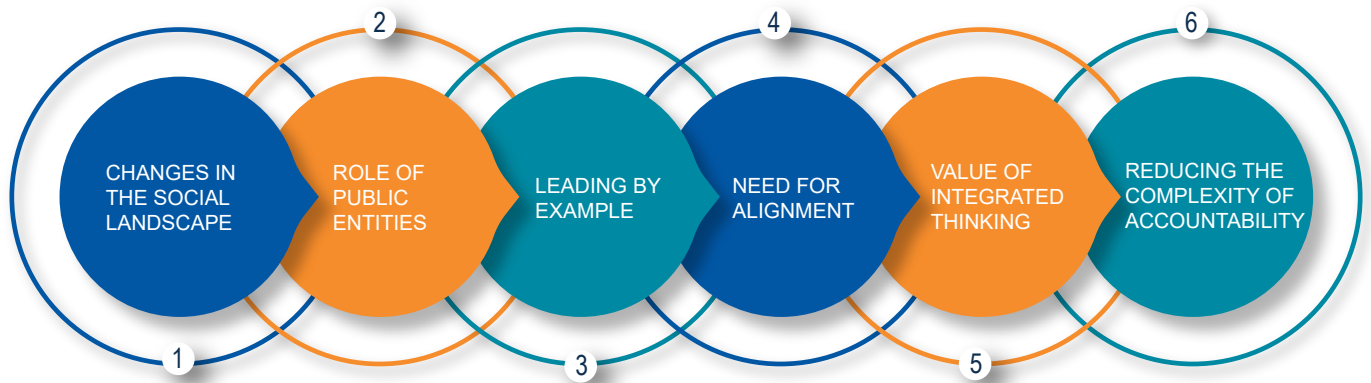 1
CHANGES IN
THE SOCIAL
LANDSCAPE
2
ROLE OF
PUBLIC
ENTITIES
3
LEADING BY
EXAMPLE
4
NEED FOR
ALIGNMENT
5
VALUE OF
INTEGRATED
THINKING
6
REDUCING THE
COMPLEXITY OF
ACCOUNTABILITY